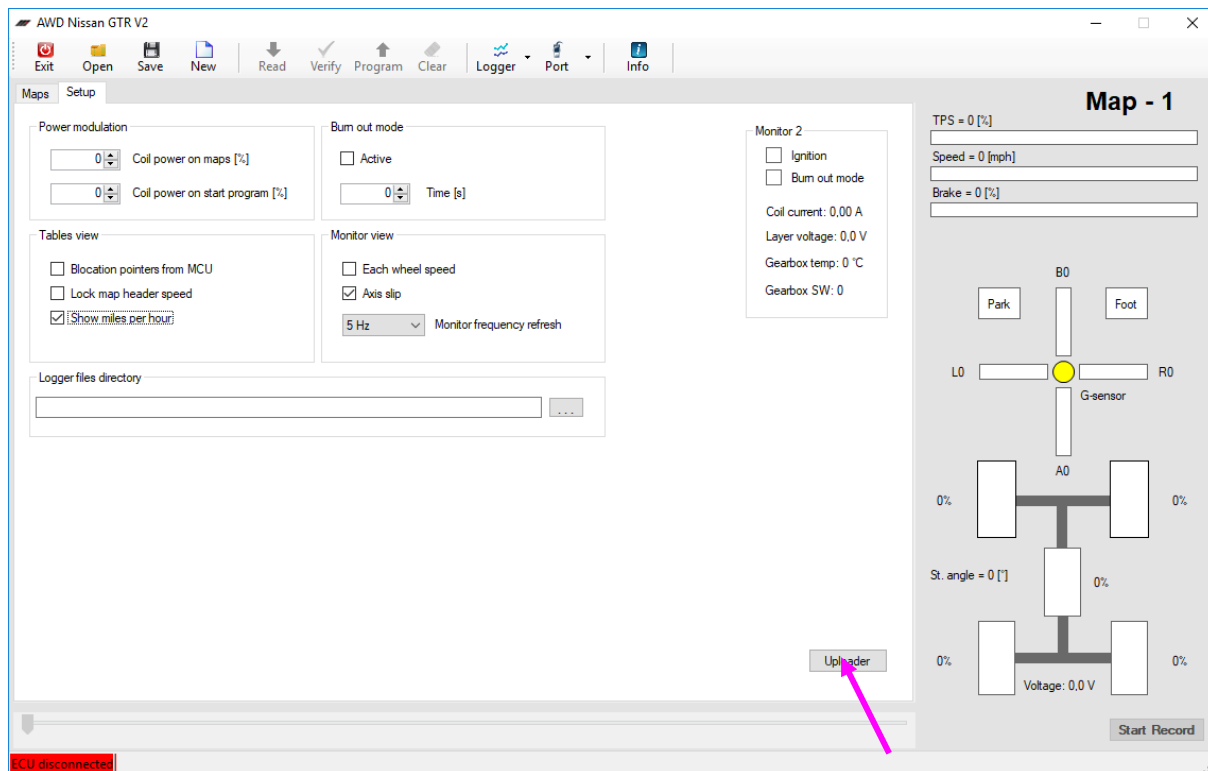 AWD Nissan GTR V2
Exit Open Save New Read Verify Program Clear Logger Port Info
Maps Setup
Power modulation
0 Coil power on maps [%]
0 Coil power on start program [%]
Burn out mode
Active
0 Time [s]
Monitor 2
Ignition
Burn out mode
Coil current: 0,00 A
Layer voltage: 0,0 V
Gearbox temp: 0 °C
Gearbox SW: 0
Tables view
Blocation pointers from MCU
Lock map header speed
Show miles per hour
Monitor view
Each wheel speed
Axis slip
5 Hz Monitor frequency refresh
Logger files directory
...
Uploader
Map - 1
TPS = 0 [%]
Speed = 0 [mph]
Brake = 0 [%]
B0
Park Foot
L0 R0
G-sensor
A0
0% 0%
St. angle = 0 [°]
0%
0% 0%
Voltage: 0,0 V
Start Record
ECU disconnected